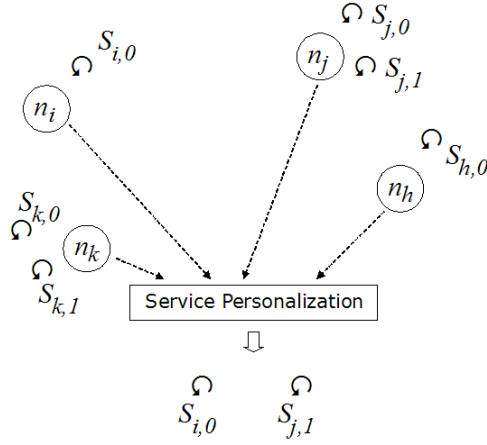 S_{i,0}
S_{j,0}
n_i
n_j
S_{j,1}
S_{h,0}
n_h
S_{k,0}
n_k
S_{k,1}
Service Personalization
S_{i,0} S_{j,1}